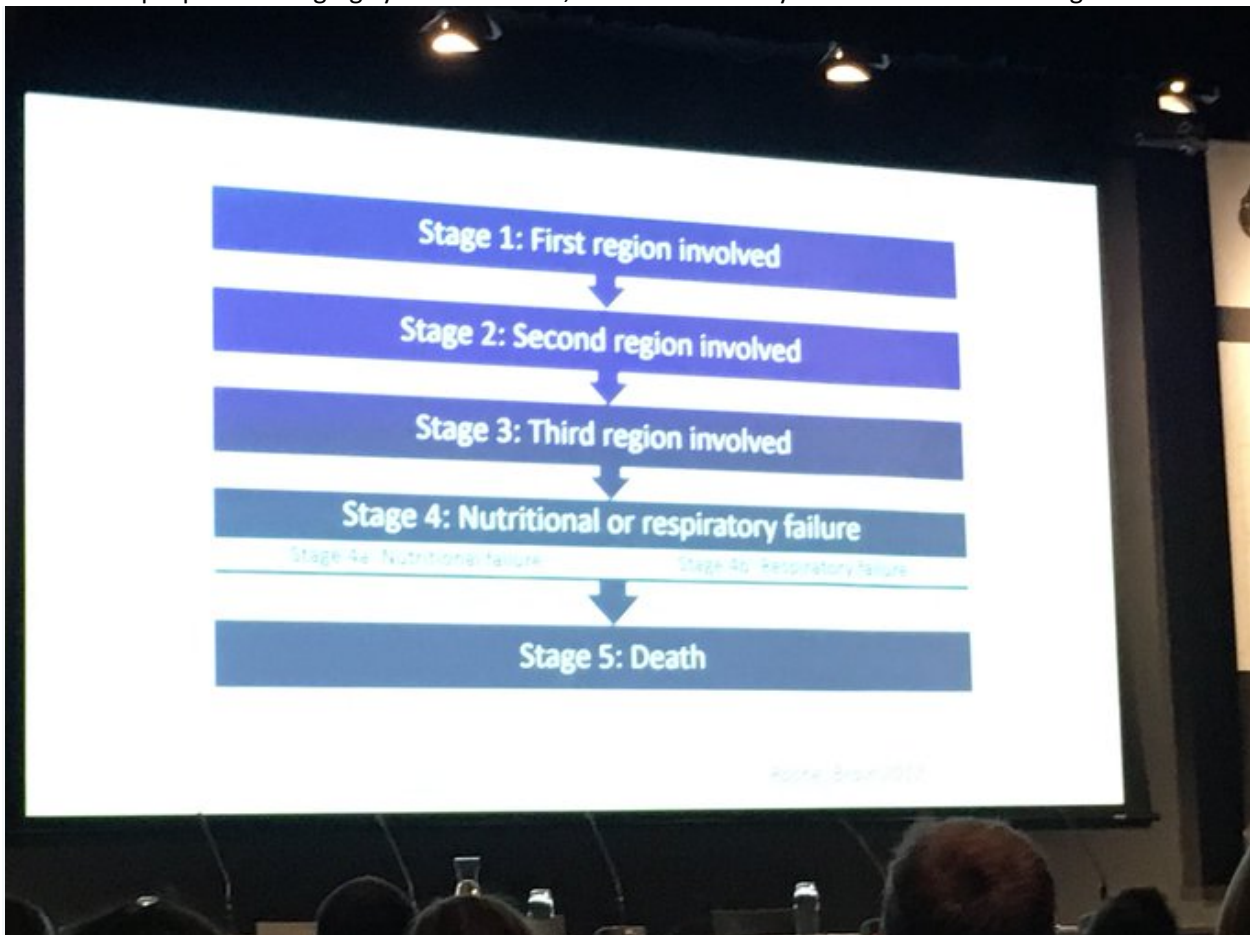 Stage 1: First region involved
Stage 2: Second region involved
Stage 3: Third region involved
Stage 4: Nutritional or respiratory failure
Stage 4a: Nutritional failure
Stage 4b: Respiratory failure
Stage 5: Death